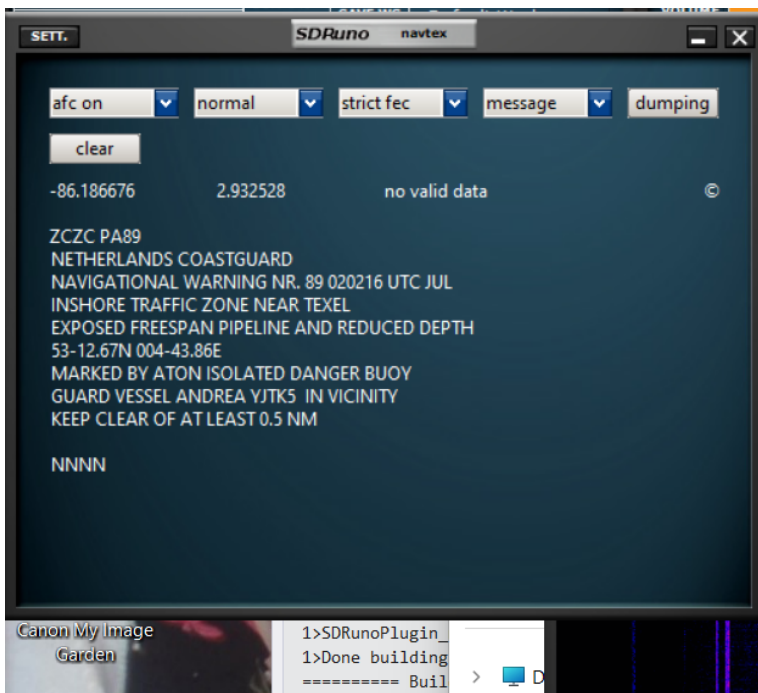 SETT.
SDRuno navtex
afc on normal strict fec message dumping
clear
-86.186676 2.932528 no valid data ©
ZCZC PA89
NETHERLANDS COASTGUARD
NAVIGATIONAL WARNING NR. 89 020216 UTC JUL
INSHORE TRAFFIC ZONE NEAR TEXEL
EXPOSED FREESPAN PIPELINE AND REDUCED DEPTH
53-12.67N 004-43.86E
MARKED BY ATON ISOLATED DANGER BUOY
GUARD VESSEL ANDREA YJTK5  IN VICINITY
KEEP CLEAR OF AT LEAST 0.5 NM
NNNN
Canon My Image
Garden
1>SDRunoPlugin_
1>Done building
========== Buil
> D